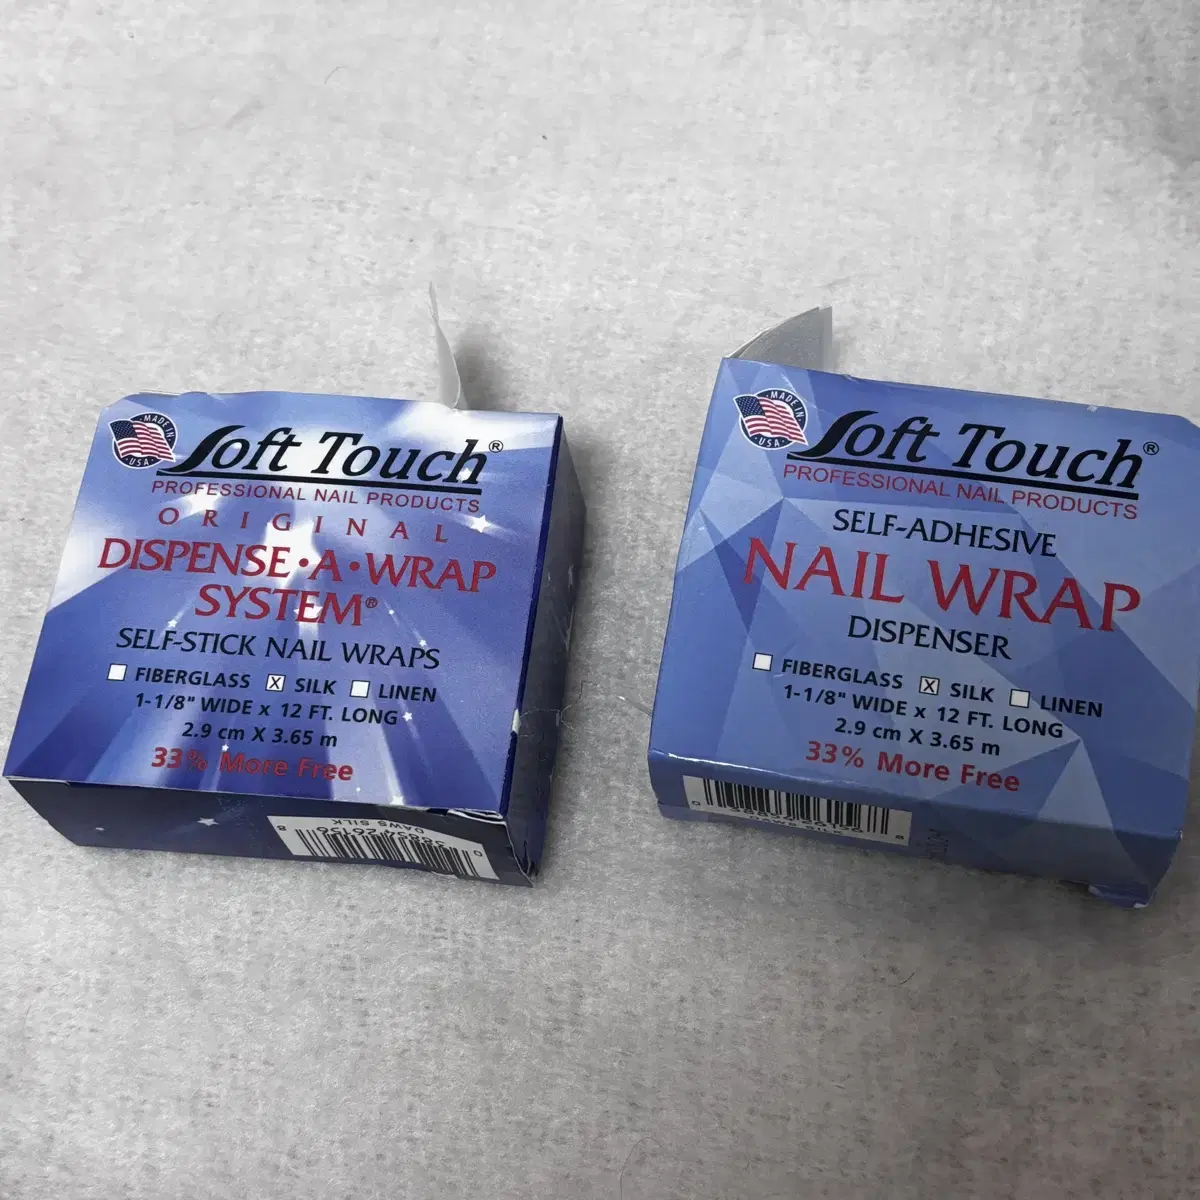 MADE IN
USA
Soft Touch®
PROFESSIONAL NAIL PRODUCTS
ORIGINAL
DISPENSE•A•WRAP
SYSTEM®
SELF-STICK NAIL WRAPS
FIBERGLASS ☒ SILK ☐ LINEN
1-1/8" WIDE x 12 FT. LONG
2.9 cm X 3.65 m
33% More Free
DAWS SILK
MADE IN
USA
Soft Touch®
PROFESSIONAL NAIL PRODUCTS
SELF-ADHESIVE
NAIL WRAP
DISPENSER
FIBERGLASS ☒ SILK ☐ LINEN
1-1/8" WIDE x 12 FT. LONG
2.9 cm X 3.65 m
33% More Free